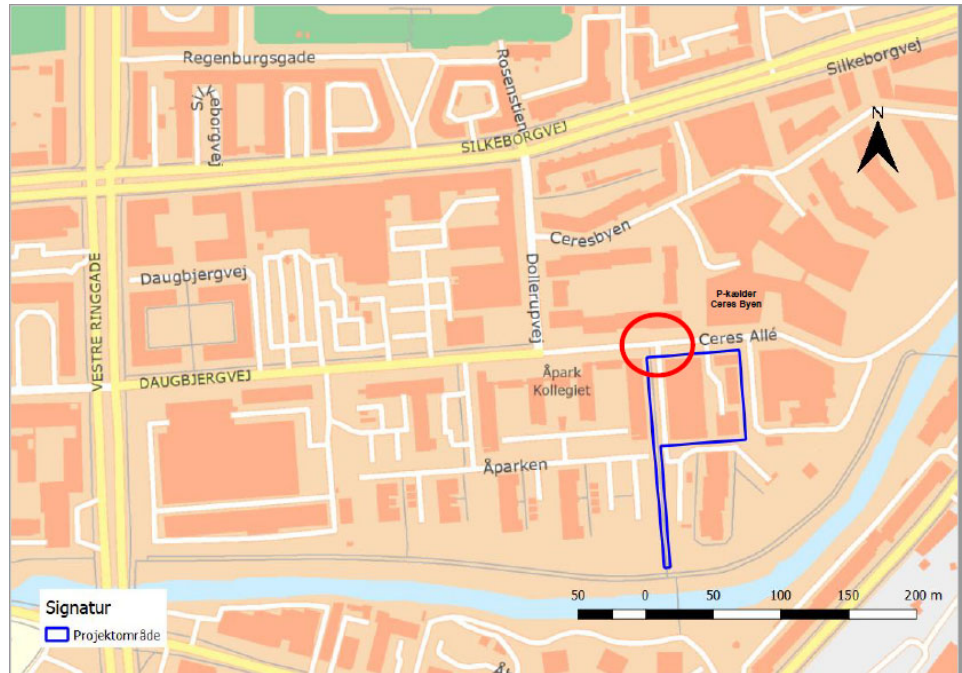 Regenburgsgade
Rosenstien
Silkeborgvej
SILKEBORGVEJ
N
Ceresbyen
Daugbjergvej
Dollerupvej
P-kælder
Ceres Byen
Ceres Allé
VESTRE RINGGADE
DAUGBJERGVEJ
Åpark
Kollegiet
Åparken
Signatur
Projektområde
50 0 50 100 150 200 m